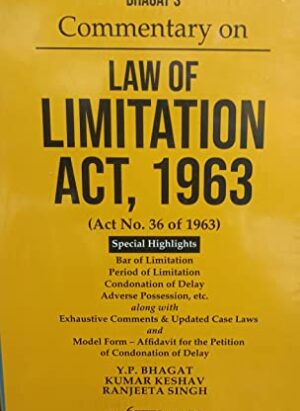 BHAGAT'S
Commentary on
LAW OF
LIMITATION
ACT, 1963
(Act No. 36 of 1963)
Special Highlights
Bar of Limitation
Period of Limitation
Condonation of Delay
Adverse Possession, etc.
along with
Exhaustive Comments & Updated Case Laws
and
Model Form – Affidavit for the Petition
of Condonation of Delay
Y.P. BHAGAT
KUMAR KESHAV
RANJEETA SINGH